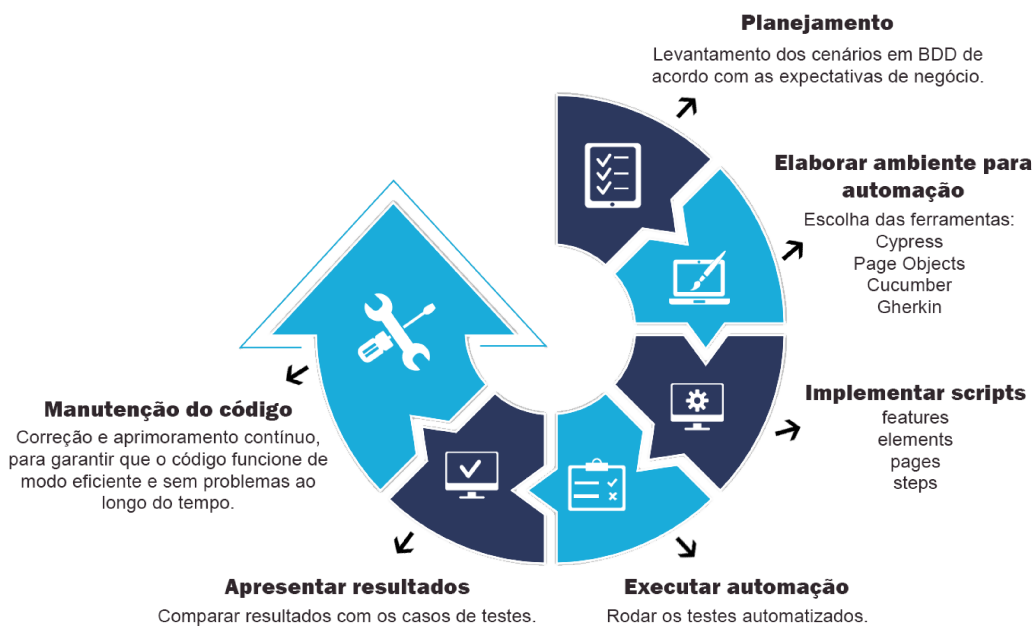 Planejamento
Levantamento dos cenários em BDD de
acordo com as expectativas de negócio.
Elaborar ambiente para
automação
Escolha das ferramentas:
Cypress
Page Objects
Cucumber
Gherkin
Implementar scripts
features
elements
pages
steps
Executar automação
Rodar os testes automatizados.
Apresentar resultados
Comparar resultados com os casos de testes.
Manutenção do código
Correção e aprimoramento contínuo,
para garantir que o código funcione de
modo eficiente e sem problemas ao
longo do tempo.